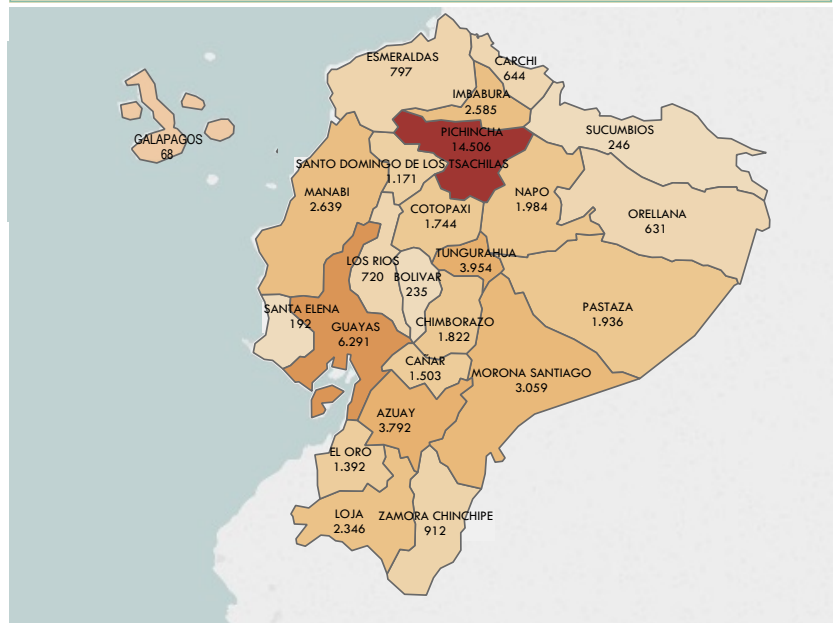 ESMERALDAS
797
CARCHI
644
IMBABURA
2.585
PICHINCHA
14.506
SUCUMBIOS
246
GALAPAGOS
68
SANTO DOMINGO DE LOS TSACHILAS
1.171
MANABI
2.639
NAPO
1.984
COTOPAXI
1.744
ORELLANA
631
TUNGURAHUA
3.954
LOS RIOS
720
BOLIVAR
235
PASTAZA
1.936
SANTA ELENA
192
GUAYAS
6.291
CHIMBORAZO
1.822
CAÑAR
1.503
MORONA SANTIAGO
3.059
AZUAY
3.792
EL ORO
1.392
LOJA
2.346
ZAMORA CHINCHIPE
912